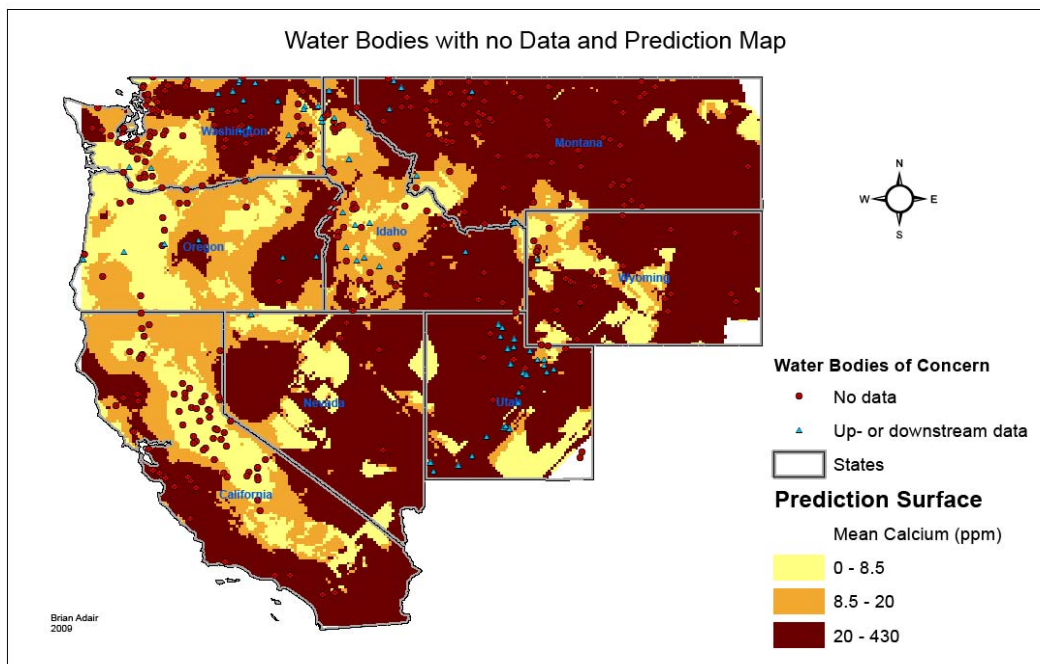 Water Bodies with no Data and Prediction Map
Washington
Montana
Oregon
Idaho
Wyoming
Nevada
Utah
California
N
W
E
S
Water Bodies of Concern
No data
Up- or downstream data
States
Prediction Surface
Mean Calcium (ppm)
0 - 8.5
8.5 - 20
20 - 430
Brian Adair
2009